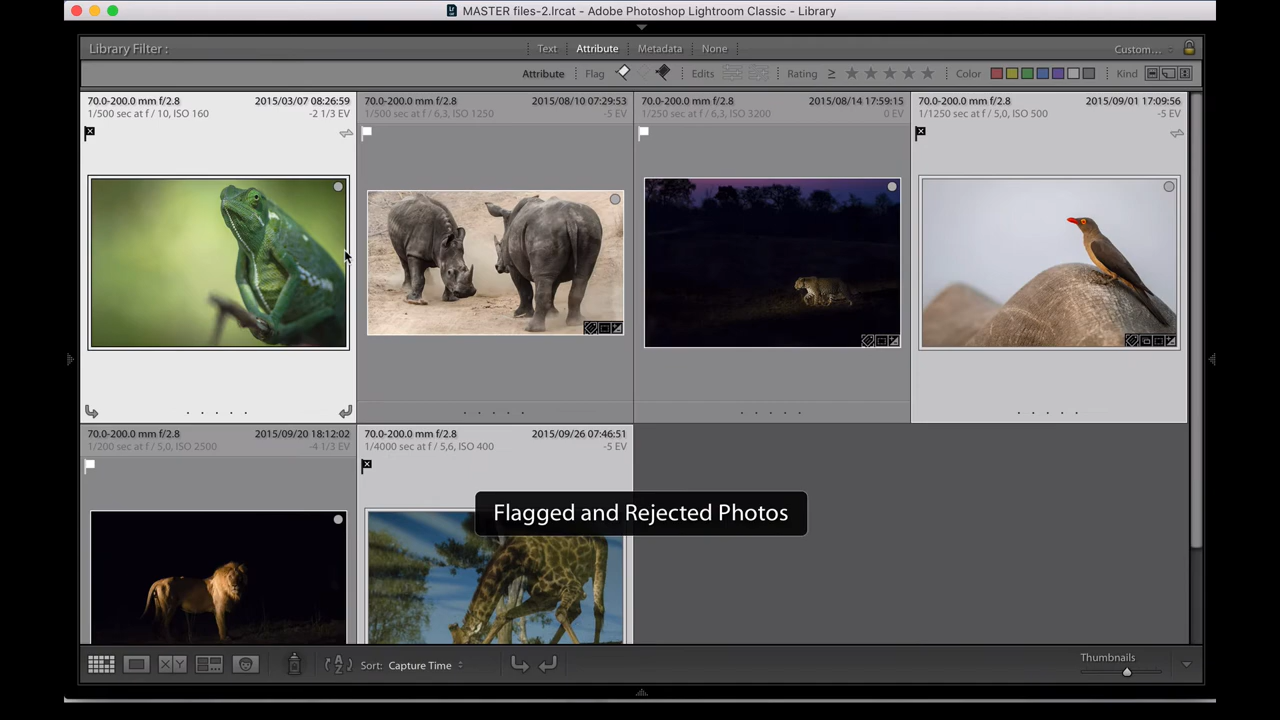 MASTER files-2.lrcat - Adobe Photoshop Lightroom Classic - Library
Library Filter : Text Attribute Metadata None Custom...
Attribute Flag Edits Rating ≥ ★ ★ ★ ★ ★ Color Kind
70.0-200.0 mm f/2.8 2015/03/07 08:26:59
1/500 sec at f / 10, ISO 160 -2 1/3 EV
70.0-200.0 mm f/2.8 2015/08/10 07:29:53
1/500 sec at f / 6,3, ISO 1250 -5 EV
70.0-200.0 mm f/2.8 2015/08/14 17:59:15
1/250 sec at f / 6,3, ISO 3200 0 EV
70.0-200.0 mm f/2.8 2015/09/01 17:09:56
1/1250 sec at f / 5,0, ISO 500 -5 EV
70.0-200.0 mm f/2.8 2015/09/20 18:12:02
1/200 sec at f / 5,0, ISO 2500 -4 1/3 EV
70.0-200.0 mm f/2.8 2015/09/26 07:46:51
1/4000 sec at f / 5,6, ISO 400 -5 EV
Flagged and Rejected Photos
X Y A Z Sort: Capture Time Thumbnails